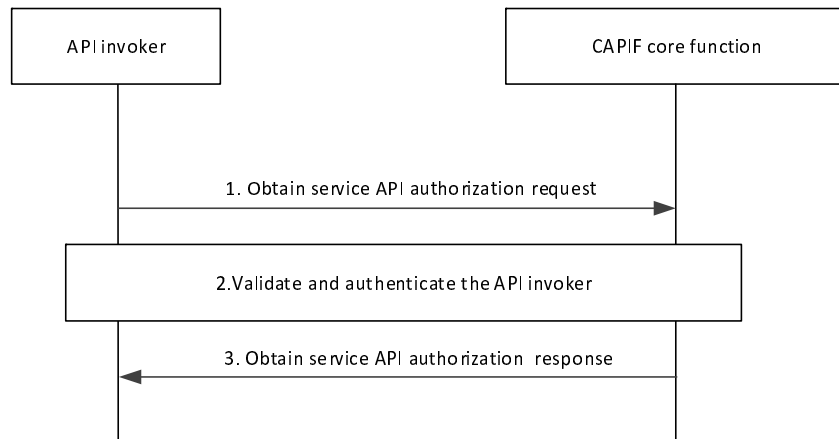 API invoker
CAPIF core function
1. Obtain service API authorization request
2.Validate and authenticate the API invoker
3. Obtain service API authorization response